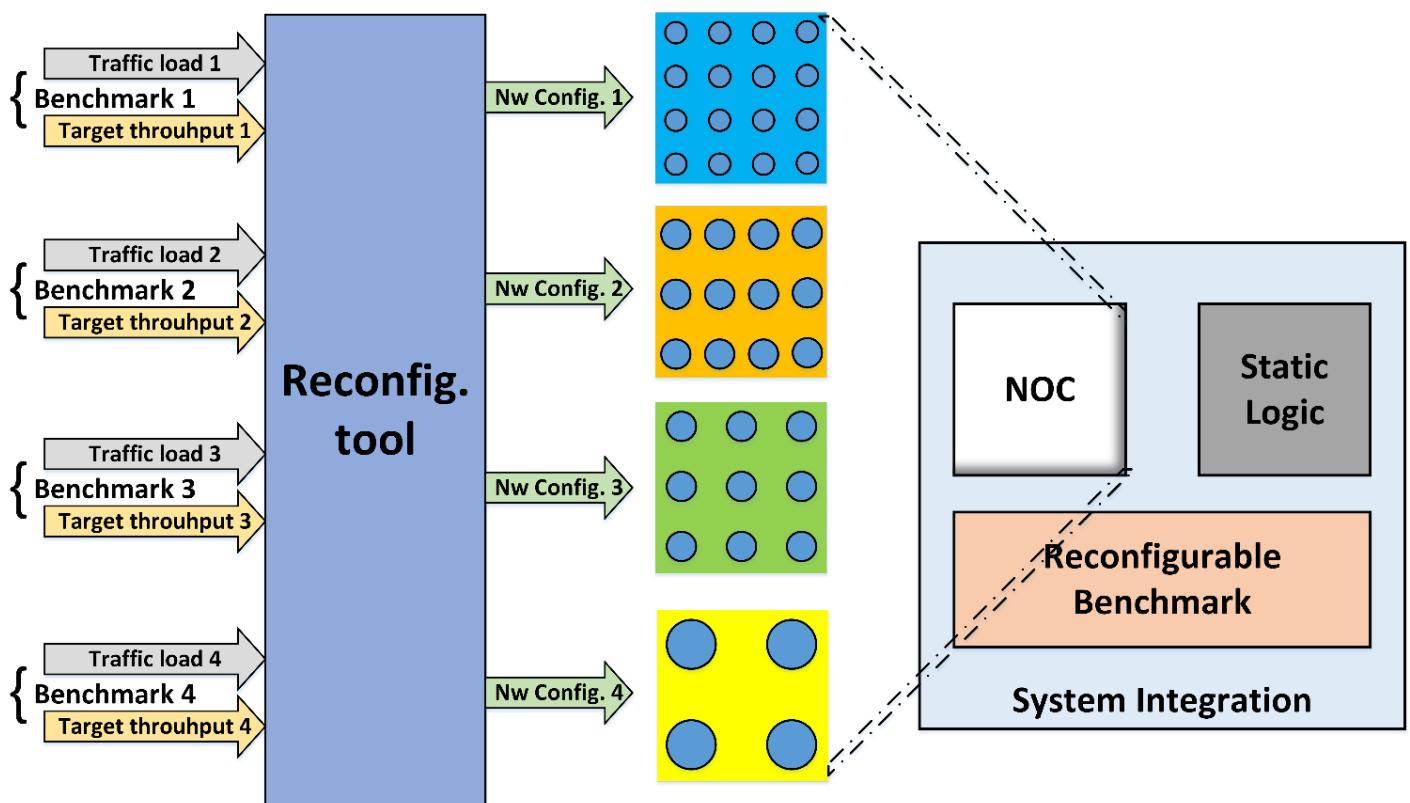 Traffic load 1
Benchmark 1
Target throuhput 1
Nw Config. 1
Traffic load 2
Benchmark 2
Target throuhput 2
Nw Config. 2
Reconfig.
tool
Traffic load 3
Benchmark 3
Target throuhput 3
Nw Config. 3
Traffic load 4
Benchmark 4
Target throuhput 4
Nw Config. 4
NOC
Static
Logic
Reconfigurable
Benchmark
System Integration